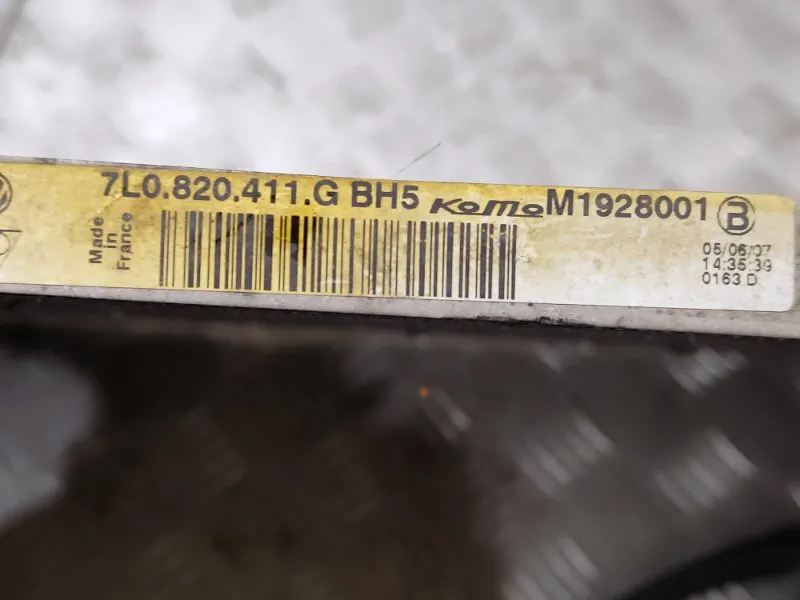 7L0.820.411.G BH5 KoMo M1928001 B
Made
in
France
05/06/07
14:35:39
0163 D